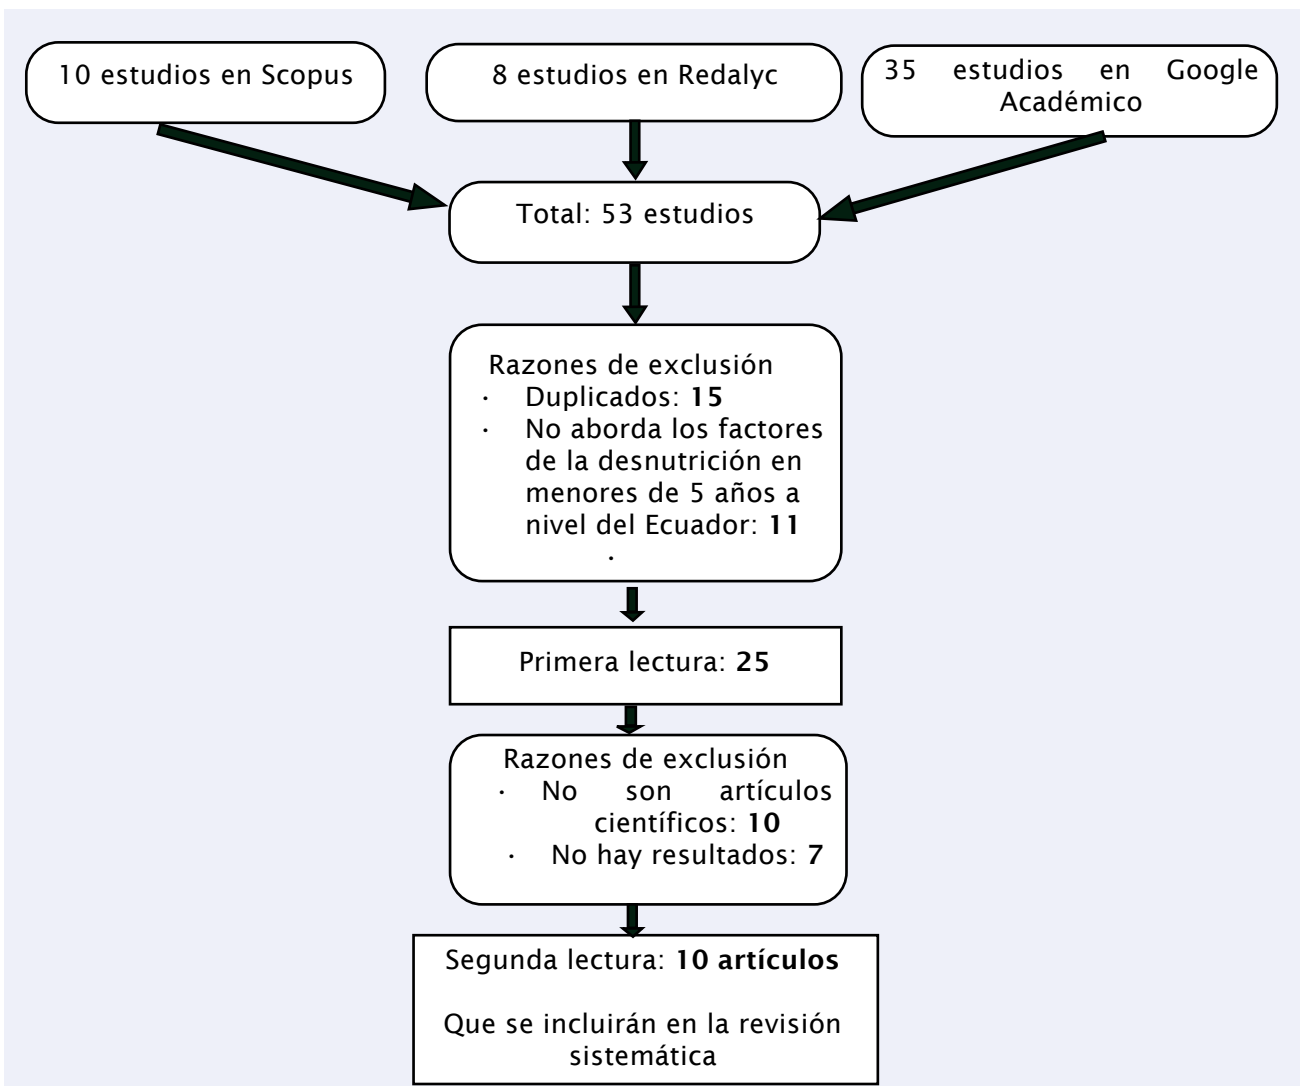 10 estudios en Scopus
8 estudios en Redalyc
35 estudios en Google
Académico
Total: 53 estudios
Razones de exclusión
· Duplicados: 15
· No aborda los factores
de la desnutrición en
menores de 5 años a
nivel del Ecuador: 11
·
Primera lectura: 25
Razones de exclusión
· No son artículos
científicos: 10
· No hay resultados: 7
Segunda lectura: 10 artículos
Que se incluirán en la revisión
sistemática